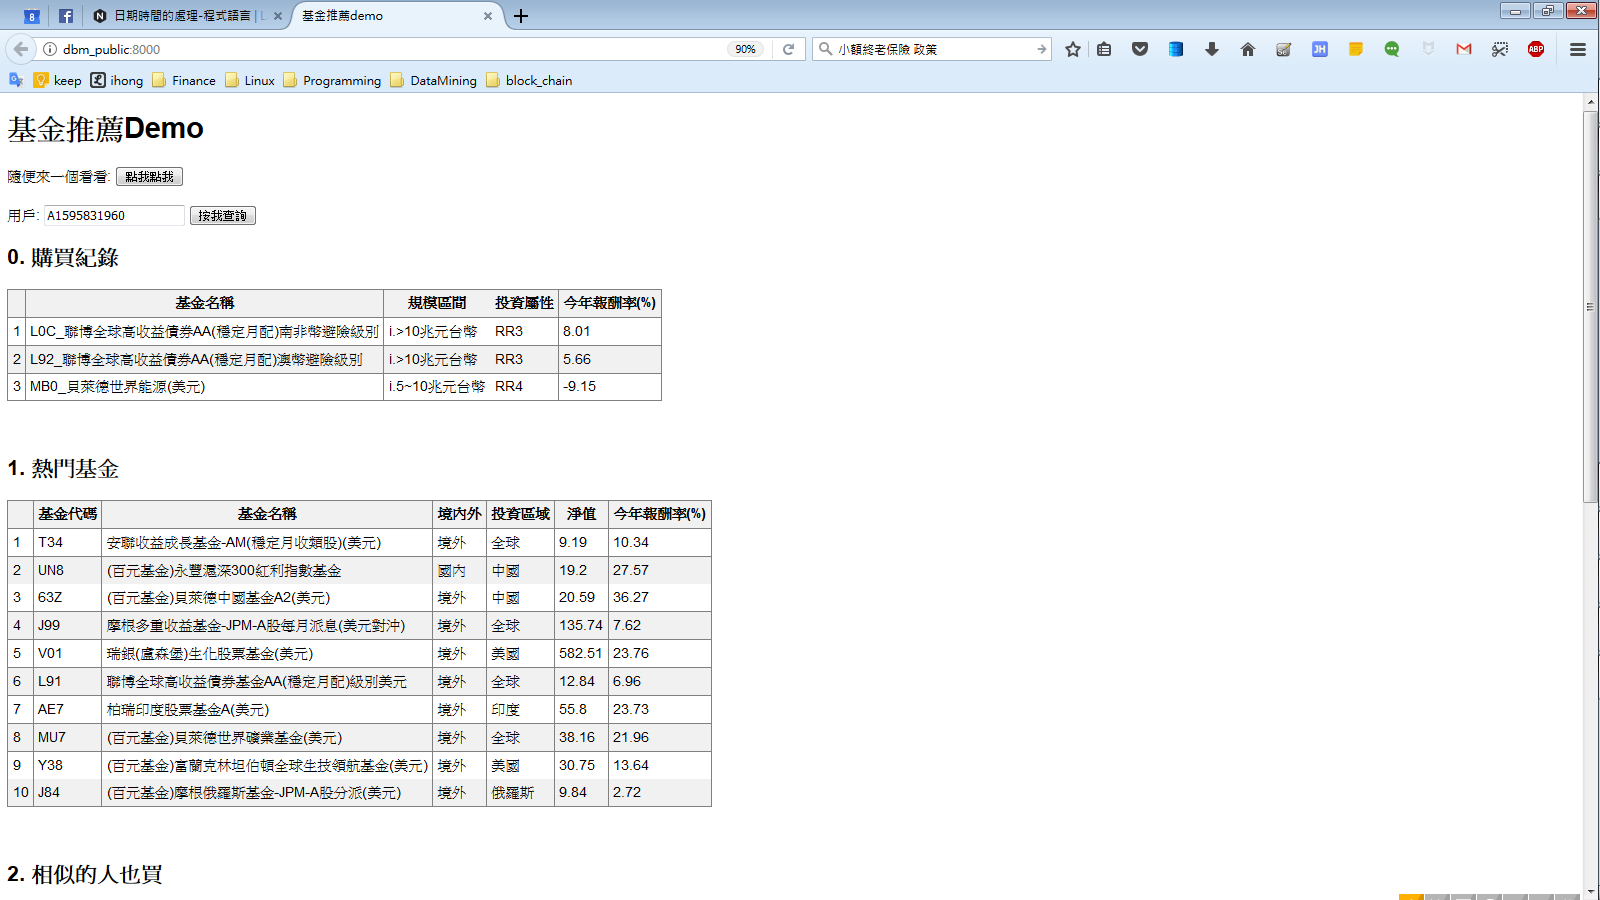 8
日期時間的處理-程式語言 | L
基金推薦demo
dbm_public:8000
90%
小額終老保險 政策
JH
ABP
keep
ihong
Finance
Linux
Programming
DataMining
block_chain
基金推薦Demo
隨便來一個看看: 點我點我
用戶: A1595831960 按我查詢
0. 購買紀錄
基金名稱 規模區間 投資屬性 今年報酬率(%)
1 L0C_聯博全球高收益債券AA(穩定月配)南非幣避險級別 i.>10兆元台幣 RR3 8.01
2 L92_聯博全球高收益債券AA(穩定月配)澳幣避險級別 i.>10兆元台幣 RR3 5.66
3 MB0_貝萊德世界能源(美元) i.5~10兆元台幣 RR4 -9.15
1. 熱門基金
基金代碼 基金名稱 境內外 投資區域 淨值 今年報酬率(%)
1 T34 安聯收益成長基金-AM(穩定月收類股)(美元) 境外 全球 9.19 10.34
2 UN8 (百元基金)永豐滬深300紅利指數基金 國內 中國 19.2 27.57
3 63Z (百元基金)貝萊德中國基金A2(美元) 境外 中國 20.59 36.27
4 J99 摩根多重收益基金-JPM-A股每月派息(美元對沖) 境外 全球 135.74 7.62
5 V01 瑞銀(盧森堡)生化股票基金(美元) 境外 美國 582.51 23.76
6 L91 聯博全球高收益債券基金AA(穩定月配)級別美元 境外 全球 12.84 6.96
7 AE7 柏瑞印度股票基金A(美元) 境外 印度 55.8 23.73
8 MU7 (百元基金)貝萊德世界礦業基金(美元) 境外 全球 38.16 21.96
9 Y38 (百元基金)富蘭克林坦伯頓全球生技領航基金(美元) 境外 美國 30.75 13.64
10 J84 (百元基金)摩根俄羅斯基金-JPM-A股分派(美元) 境外 俄羅斯 9.84 2.72
2. 相似的人也買